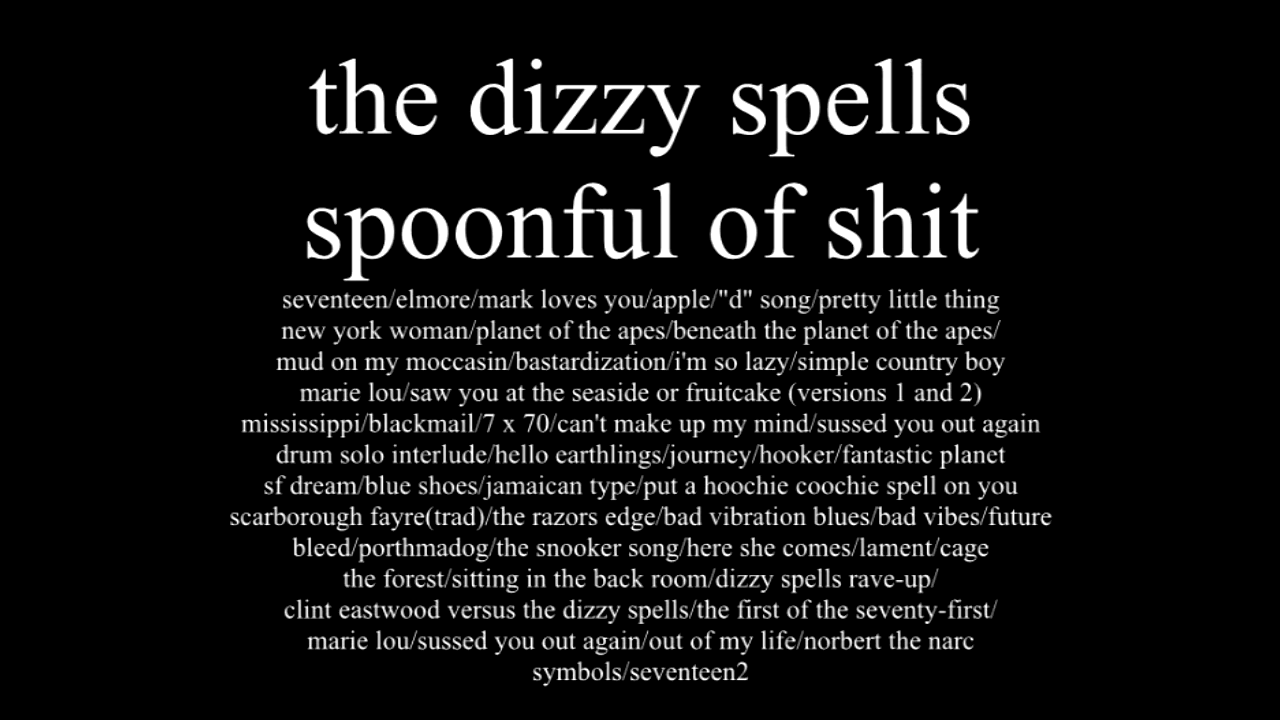 the dizzy spells
spoonful of shit
seventeen/elmore/mark loves you/apple/"d" song/pretty little thing
new york woman/planet of the apes/beneath the planet of the apes/
mud on my moccasin/bastardization/i'm so lazy/simple country boy
marie lou/saw you at the seaside or fruitcake (versions 1 and 2)
mississippi/blackmail/7 x 70/can't make up my mind/sussed you out again
drum solo interlude/hello earthlings/journey/hooker/fantastic planet
sf dream/blue shoes/jamaican type/put a hoochie coochie spell on you
scarborough fayre(trad)/the razors edge/bad vibration blues/bad vibes/future
bleed/porthmadog/the snooker song/here she comes/lament/cage
the forest/sitting in the back room/dizzy spells rave-up/
clint eastwood versus the dizzy spells/the first of the seventy-first/
marie lou/sussed you out again/out of my life/norbert the narc
symbols/seventeen2